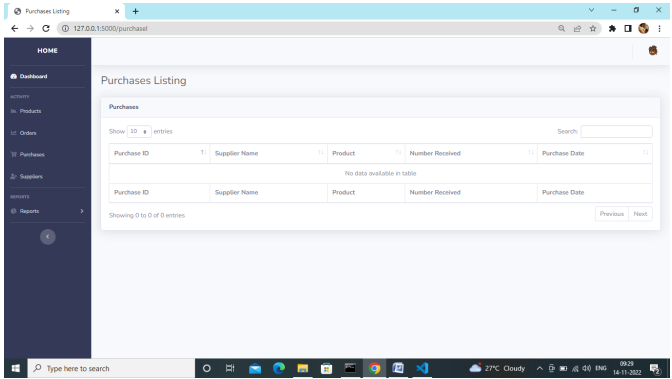 Purchases Listing
127.0.0.1:5000/purchasel
HOME
Dashboard
ACTIVITY
Products
Orders
Purchases
Suppliers
REPORTS
Reports
Purchases Listing
Purchases
Show 10 entries
Search:
Purchase ID Supplier Name Product Number Received Purchase Date
No data available in table
Purchase ID Supplier Name Product Number Received Purchase Date
Showing 0 to 0 of 0 entries
Previous Next
Type here to search
27°C Cloudy
ENG
09:29
14-11-2022